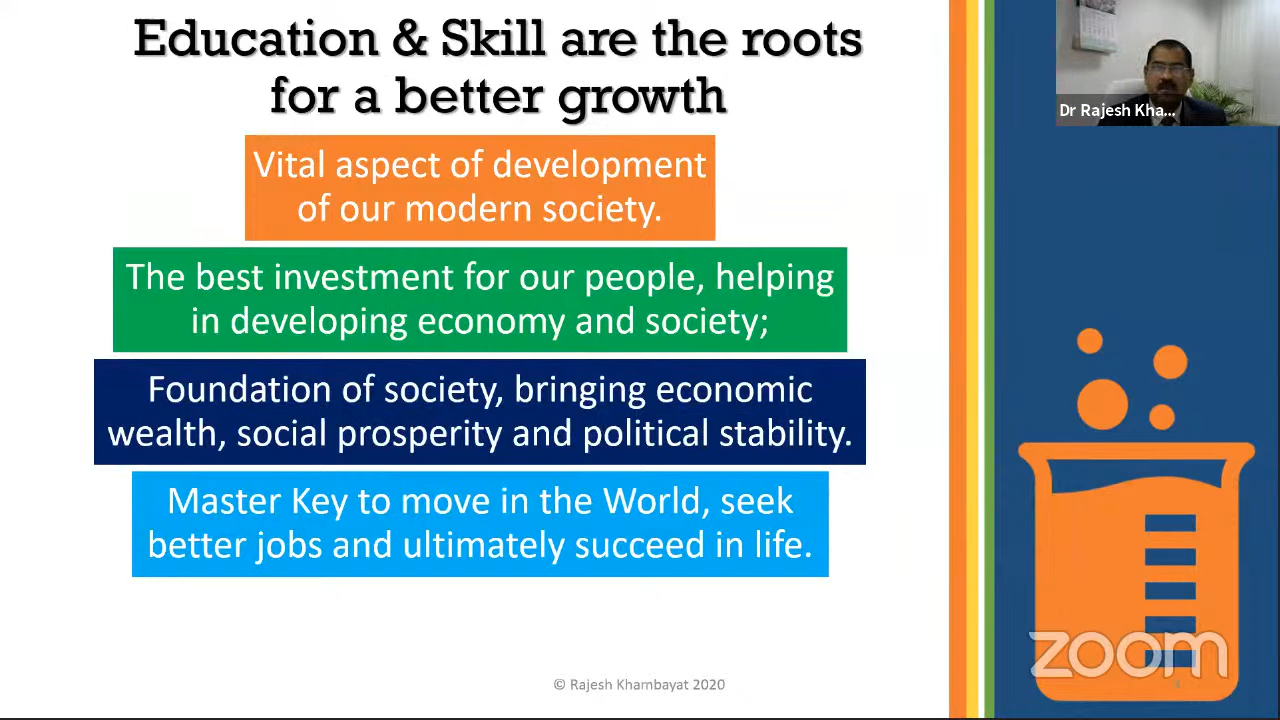 Education & Skill are the roots
for a better growth
Dr Rajesh Kha...
Vital aspect of development
of our modern society.
The best investment for our people, helping
in developing economy and society;
Foundation of society, bringing economic
wealth, social prosperity and political stability.
Master Key to move in the World, seek
better jobs and ultimately succeed in life.
zoom
© Rajesh Khambayat 2020